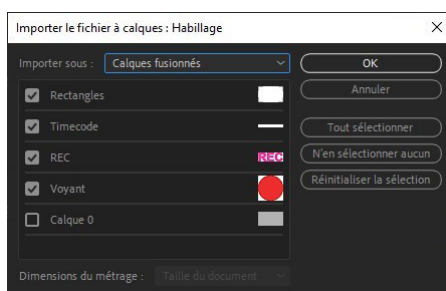 Importer le fichier à calques : Habillage
Importer sous : Calques fusionnés
OK
Annuler
Rectangles
Timecode
Tout sélectionner
REC REC
N'en sélectionner aucun
Voyant
Réinitialiser la sélection
Calque 0
Dimensions du métrage : Taille du document